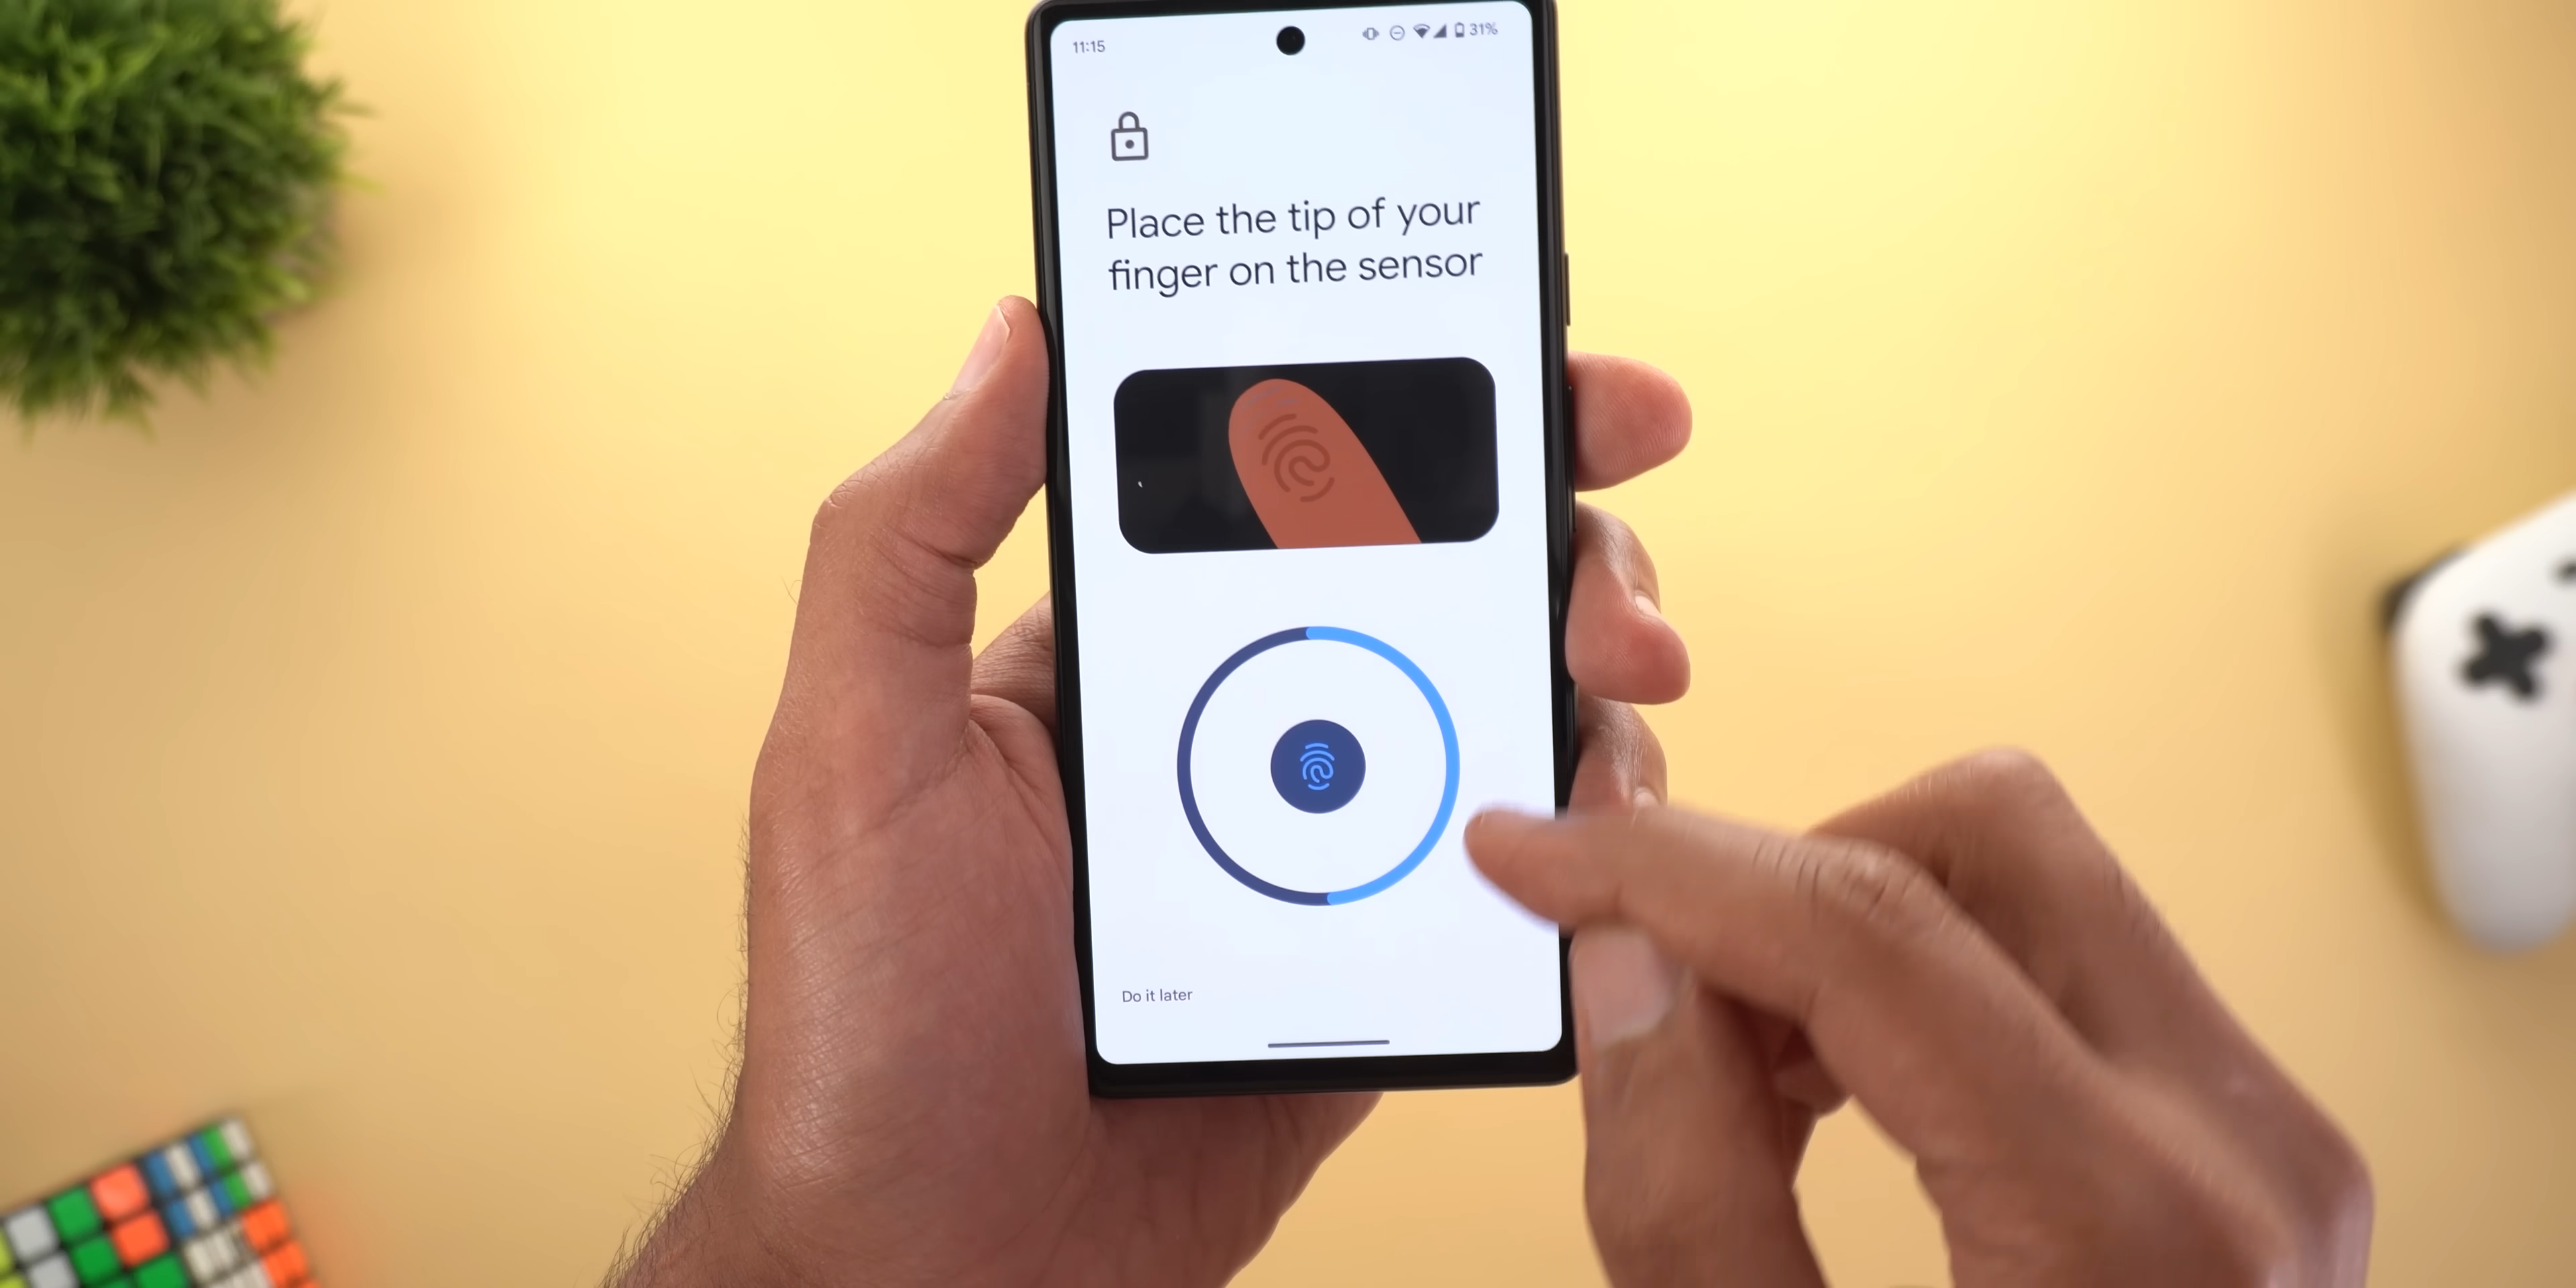 11:15
31%
Place the tip of your
finger on the sensor
Do it later